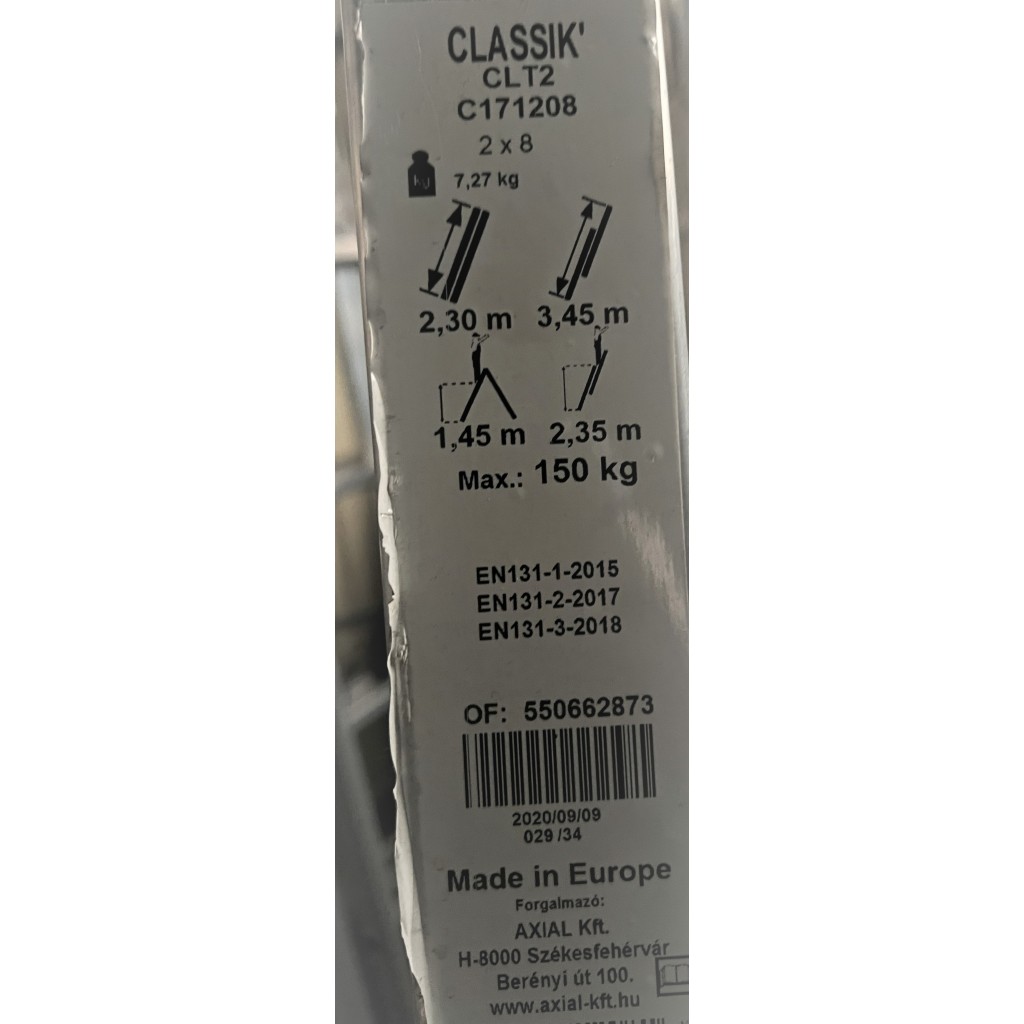 CLASSIK'
CLT2
C171208
2 x 8
kg
7,27 kg
2,30 m 3,45 m
1,45 m 2,35 m
Max.: 150 kg
EN131-1-2015
EN131-2-2017
EN131-3-2018
OF: 550662873
2020/09/09
029 /34
Made in Europe
Forgalmazó:
AXIAL Kft.
H-8000 Székesfehérvár
Berényi út 100.
www.axial-kft.hu